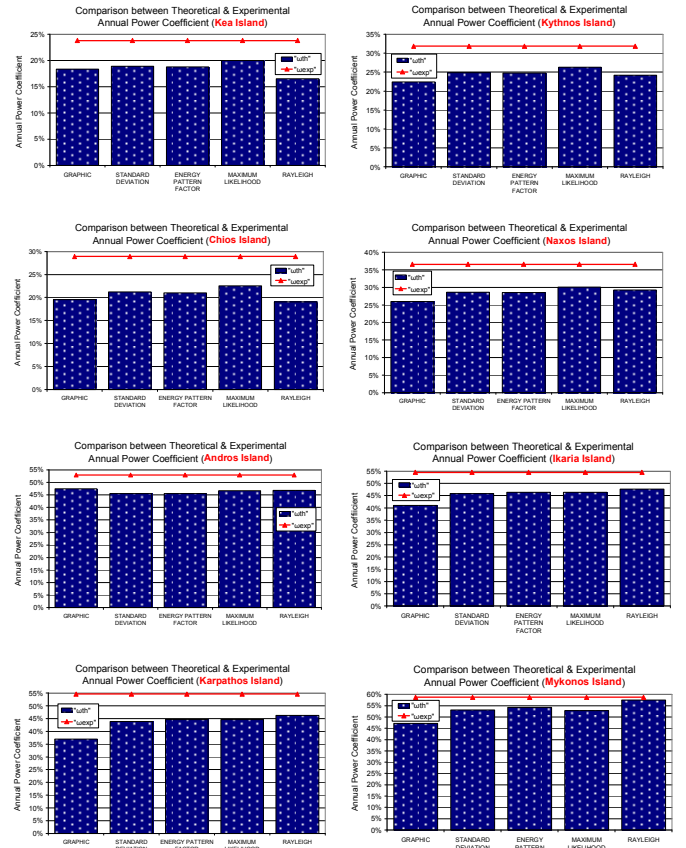 Comparison between Theoretical & Experimental
Annual Power Coefficient (Kea Island)
Annual Power Coefficient
25%
20%
15%
10%
5%
0%
"ωth"
"ωexp"
GRAPHIC
STANDARD
DEVIATION
ENERGY
PATTERN
FACTOR
MAXIMUM
LIKELIHOOD
RAYLEIGH
Comparison between Theoretical & Experimental
Annual Power Coefficient (Kythnos Island)
Annual Power Coefficient
35%
30%
25%
20%
15%
10%
5%
0%
"ωth"
"ωexp"
GRAPHIC
STANDARD
DEVIATION
ENERGY
PATTERN
FACTOR
MAXIMUM
LIKELIHOOD
RAYLEIGH
Comparison between Theoretical & Experimental
Annual Power Coefficient (Chios Island)
Annual Power Coefficient
30%
25%
20%
15%
10%
5%
0%
"ωth"
"ωexp"
GRAPHIC
STANDARD
DEVIATION
ENERGY PATTERN
FACTOR
MAXIMUM
LIKELIHOOD
RAYLEIGH
Comparison between Theoretical & Experimental
Annual Power Coefficient (Naxos Island)
Annual Power Coefficient
40%
35%
30%
25%
20%
15%
10%
5%
0%
"ωth"
"ωexp"
GRAPHIC
STANDARD
DEVIATION
ENERGY PATTERN
FACTOR
MAXIMUM
LIKELIHOOD
RAYLEIGH
Comparison between Theoretical & Experimental
Annual Power Coefficient (Andros Island)
Annual Power Coefficient
55%
50%
45%
40%
35%
30%
25%
20%
15%
10%
5%
0%
"ωth"
"ωexp"
GRAPHIC
STANDARD
DEVIATION
ENERGY PATTERN
FACTOR
MAXIMUM
LIKELIHOOD
RAYLEIGH
Comparison between Theoretical & Experimental
Annual Power Coefficient (Ikaria Island)
Annual Power Coefficient
55%
50%
45%
40%
35%
30%
25%
20%
15%
10%
5%
0%
"ωth"
"ωexp"
GRAPHIC
STANDARD
DEVIATION
ENERGY
PATTERN
FACTOR
MAXIMUM
LIKELIHOOD
RAYLEIGH
Comparison between Theoretical & Experimental
Annual Power Coefficient (Karpathos Island)
Annual Power Coefficient
55%
50%
45%
40%
35%
30%
25%
20%
15%
10%
5%
0%
"ωth"
"ωexp"
GRAPHIC
STANDARD
DEVIATION
ENERGY PATTERN
FACTOR
MAXIMUM
LIKELIHOOD
RAYLEIGH
Comparison between Theoretical & Experimental
Annual Power Coefficient (Mykonos Island)
Annual Power Coefficient
60%
55%
50%
45%
40%
35%
30%
25%
20%
15%
10%
5%
0%
"ωth"
"ωexp"
GRAPHIC
STANDARD
DEVIATION
ENERGY
PATTERN
MAXIMUM
LIKELIHOOD
RAYLEIGH